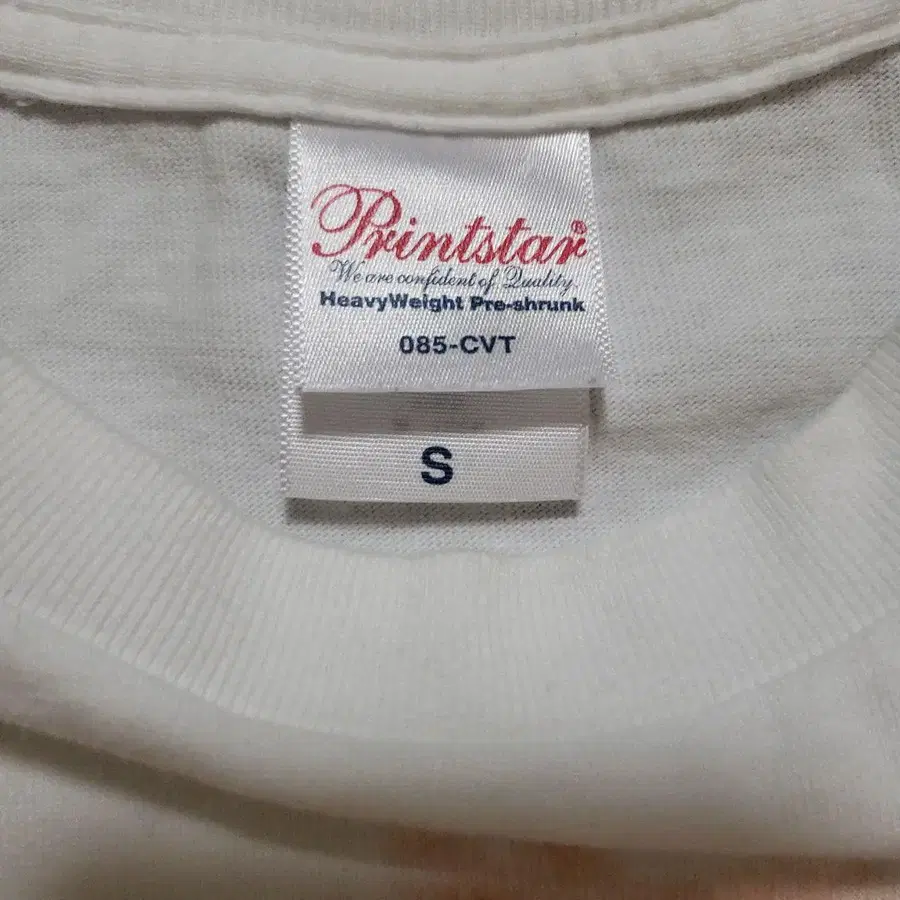 Printstar®
We are confident of Quality.
HeavyWeight Pre-shrunk
085-CVT
S